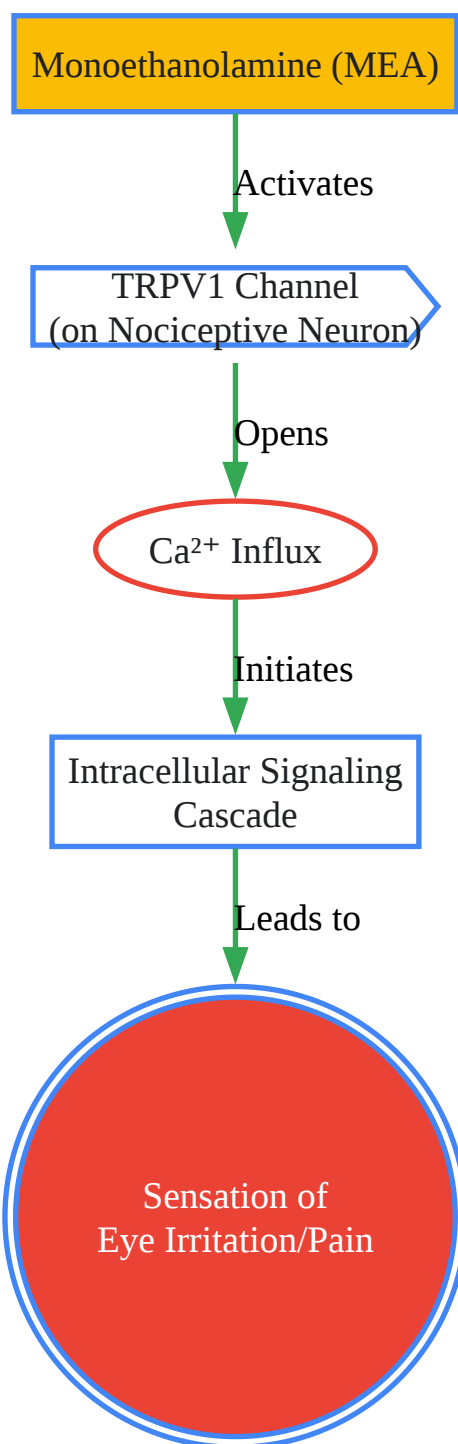 Monoethanolamine (MEA)
Activates
TRPV1 Channel
(on Nociceptive Neuron)
Opens
Ca²⁺ Influx
Initiates
Intracellular Signaling
Cascade
Leads to
Sensation of
Eye Irritation/Pain